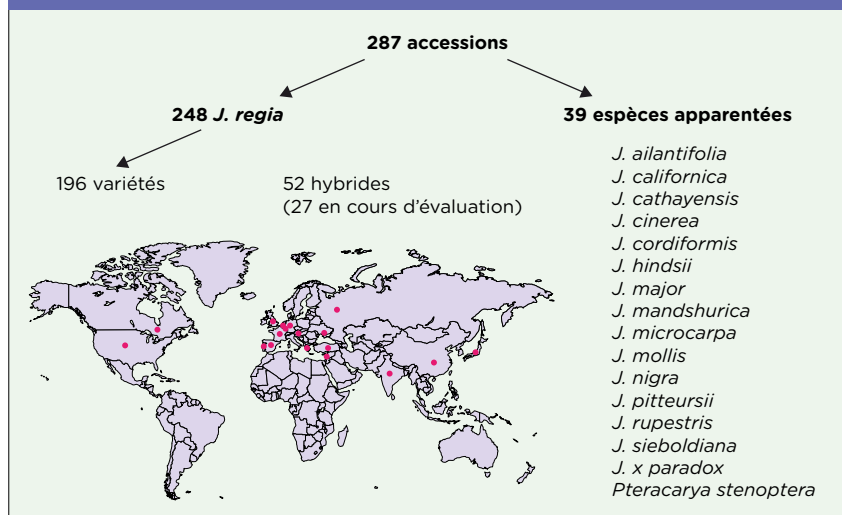 287 accessions
248 J. regia
39 espèces apparentées
196 variétés
52 hybrides
(27 en cours d'évaluation)
J. ailantifolia
J. californica
J. cathayensis
J. cinerea
J. cordiformis
J. hindsii
J. major
J. mandshurica
J. microcarpa
J. mollis
J. nigra
J. pitteursii
J. rupestris
J. sieboldiana
J. x paradox
Pteracarya stenoptera